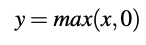 y = max(x,0)